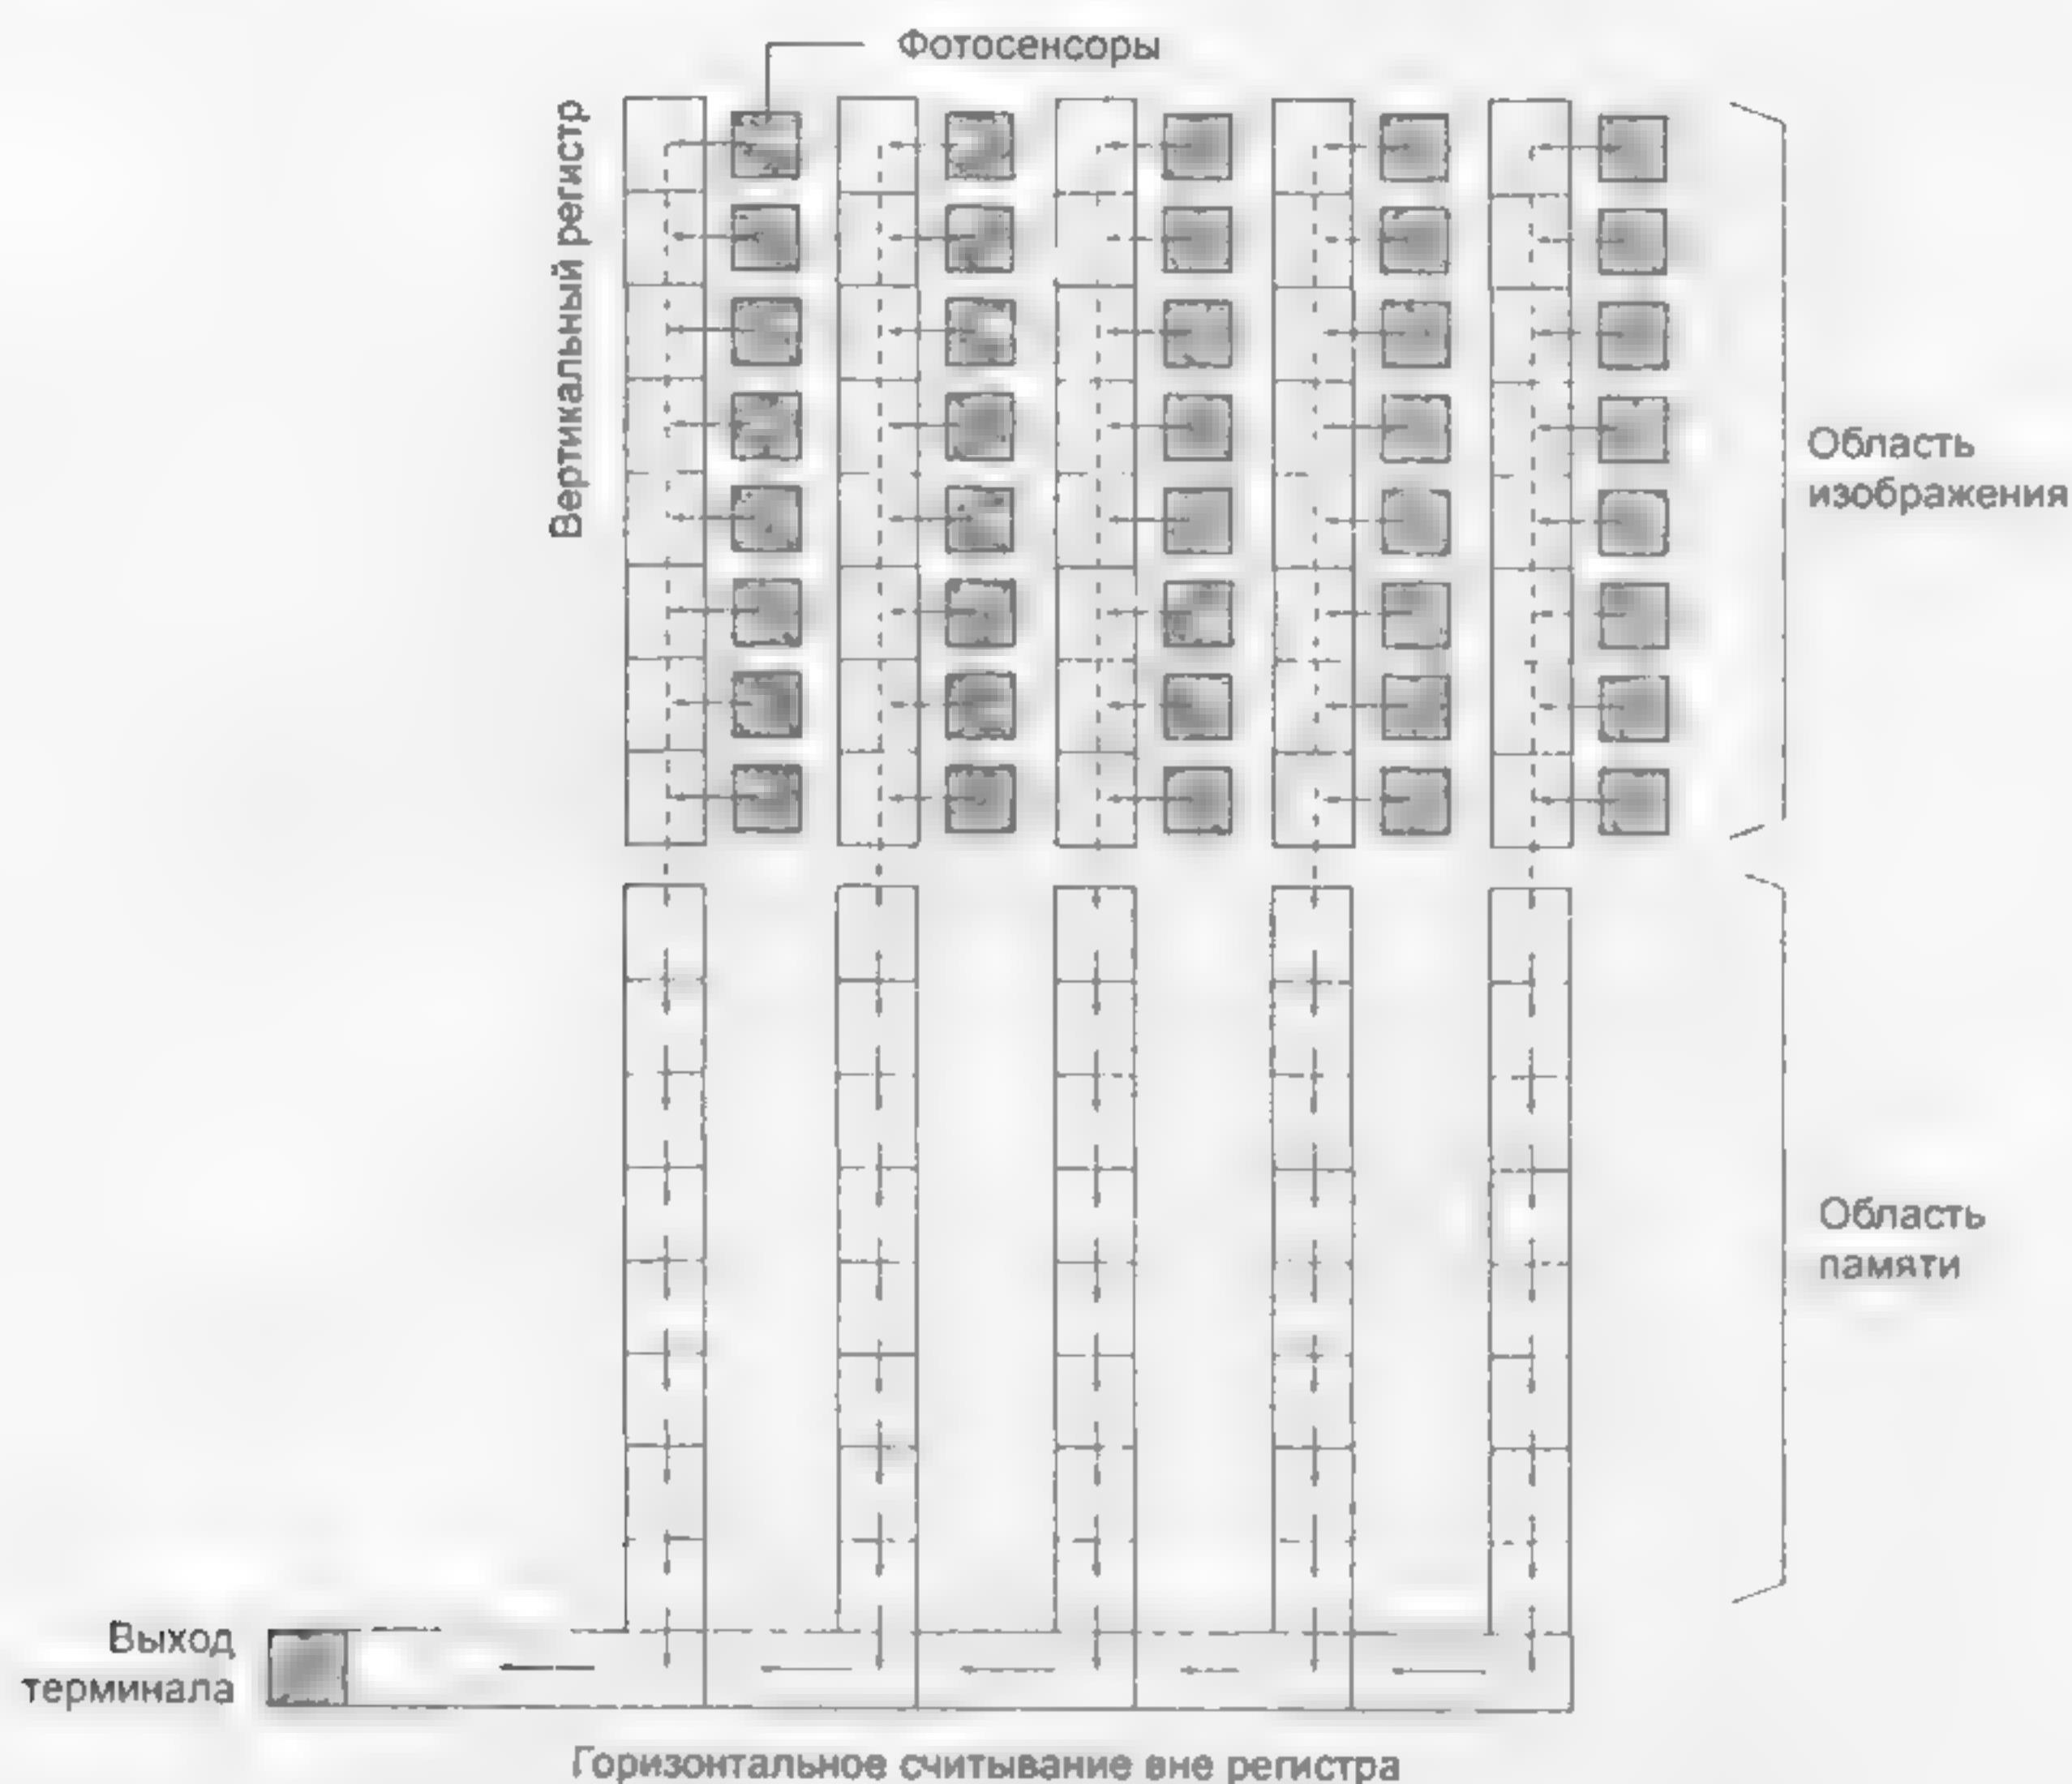 Фотосенсоры
Вертикальный регистр
Область
изображения
Область
памяти
Выход
терминала
Горизонтальное считывание вне регистра